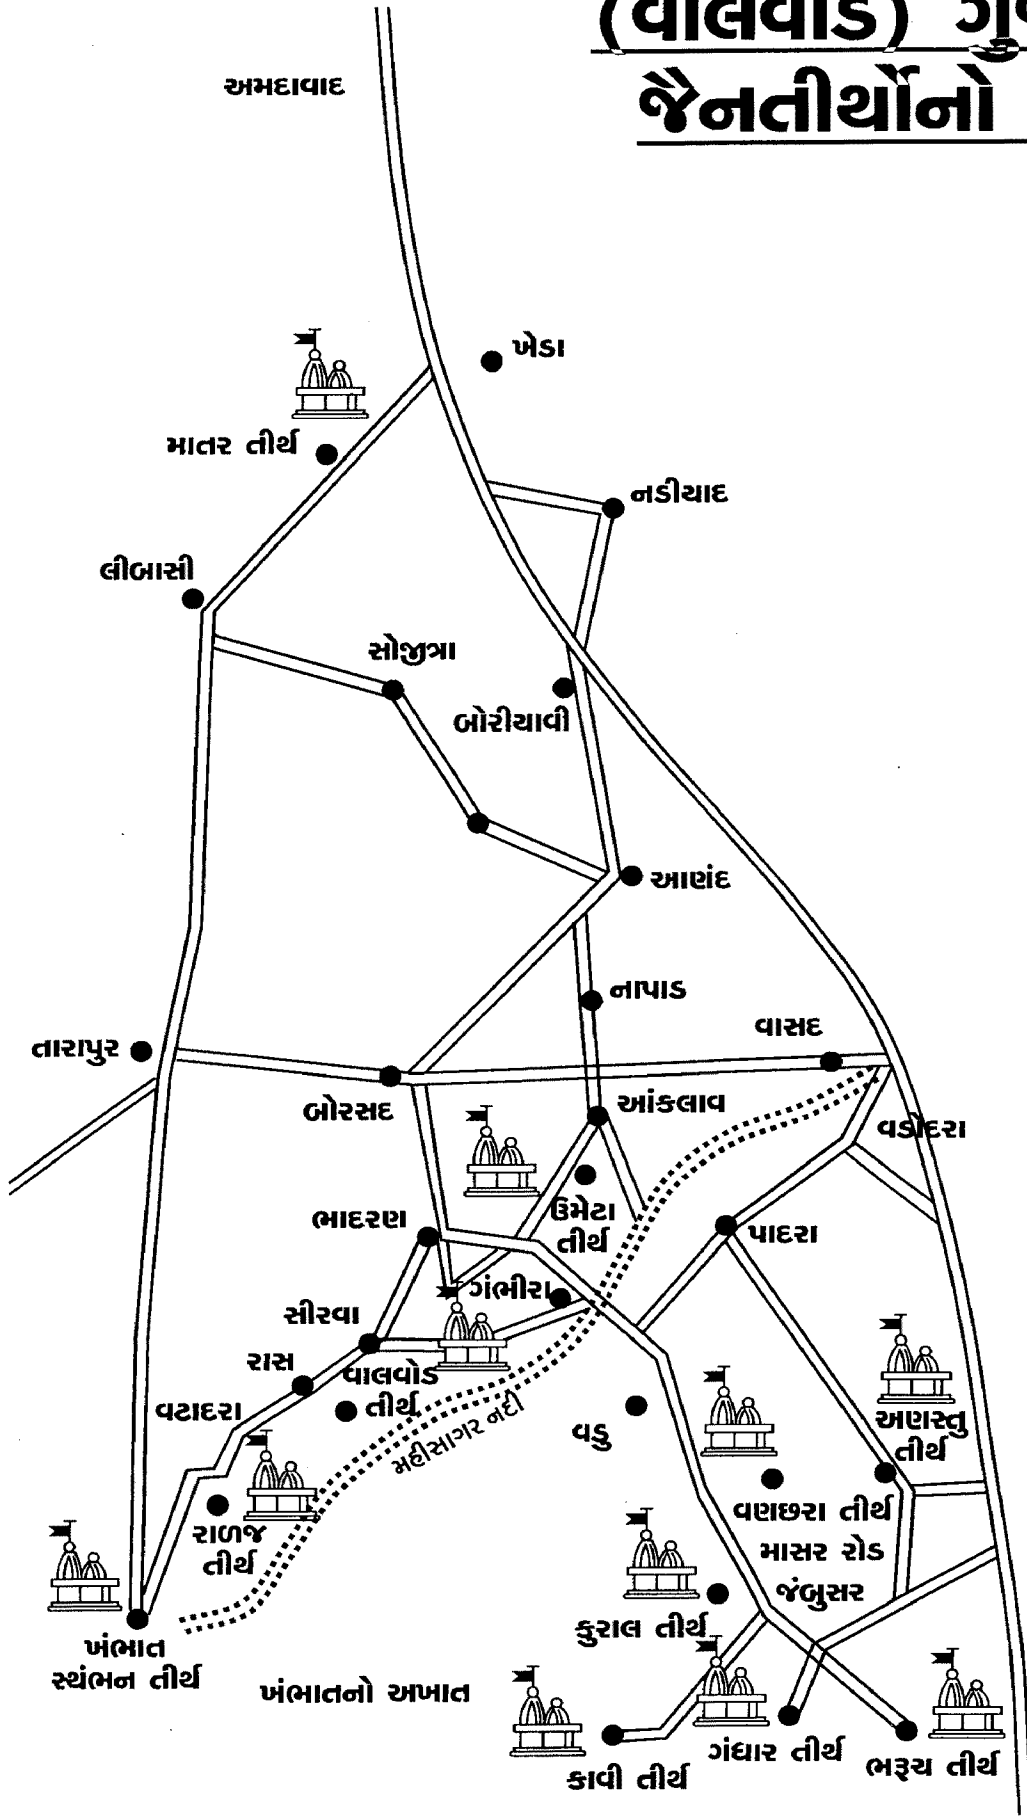 (વાલવોડ)
જૈનતીર્થોનો
અમદાવાદ
ખેડા
માતર તીર્થ
નડીયાદ
લીબાસી
સોજીત્રા
બોરીયાવી
આણંદ
નાપાડ
વાસદ
તારાપુર
બોરસદ
આંકલાવ
વડોદરા
ભાદરણ
ઉમેટા
તીર્થ
પાદરા
ગંભીરા
સીરવા
રાસ
વાલવોડ
તીર્થ
વટાદરા
મહીસાગર નદી
વડુ
અણસ્તુ
તીર્થ
વણછરા તીર્થ
રાળજ
તીર્થ
માસર રોડ
જંબુસર
કુરાલ તીર્થ
ખંભાત
સ્થંભન તીર્થ
ખંભાતનો અખાત
ગંધાર તીર્થ
ભરૂચ તીર્થ
કાવી તીર્થ